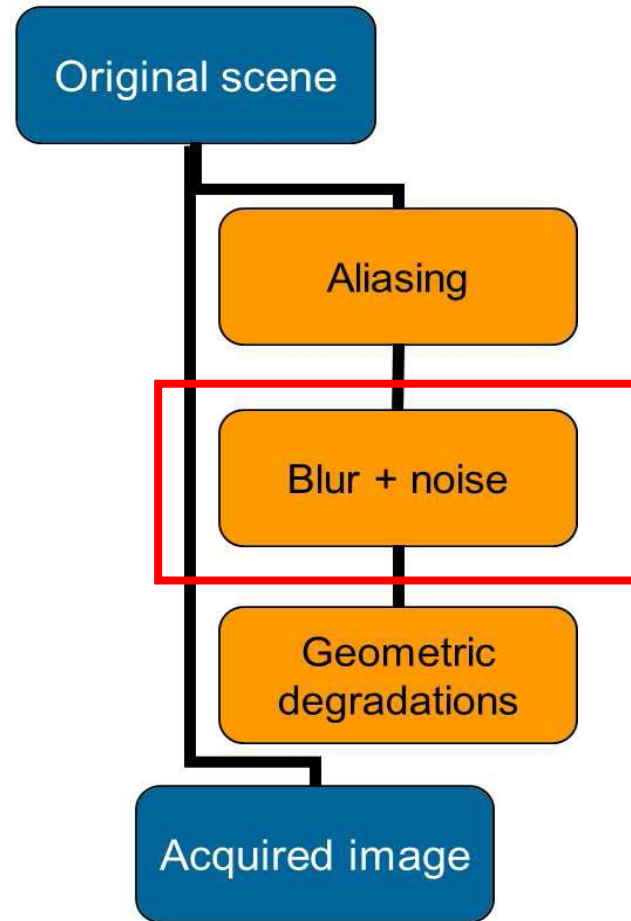 Original scene
Aliasing
Blur + noise
Geometric
degradations
Acquired image